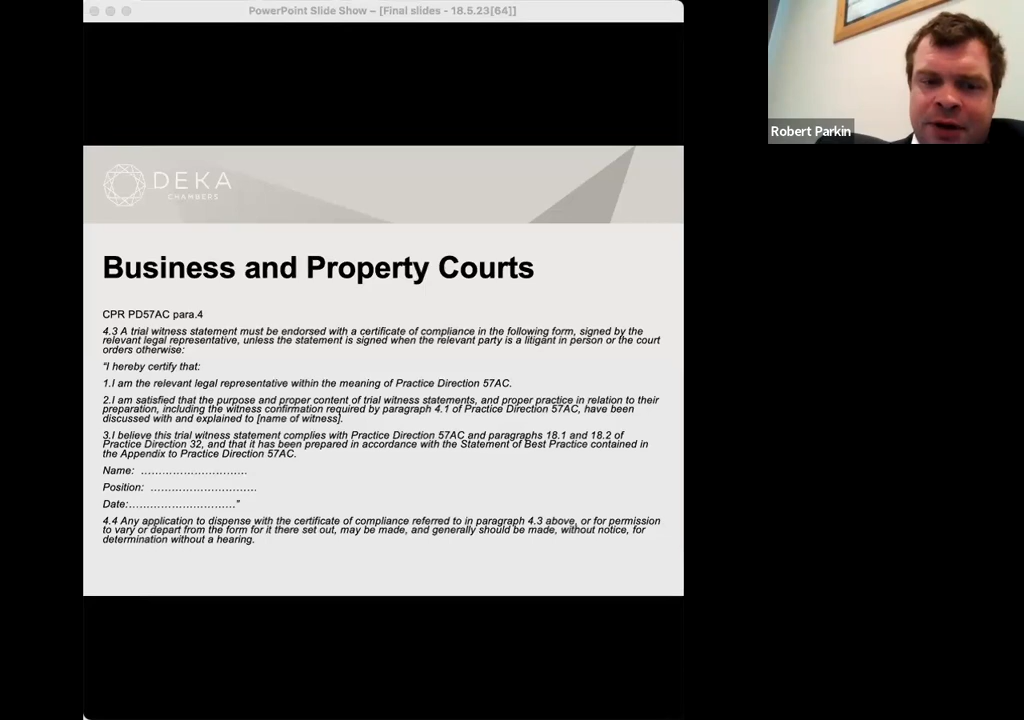 PowerPoint Slide Show – [Final slides - 18.5.23[64]]
Robert Parkin
DEKA
CHAMBERS
Business and Property Courts
CPR PD57AC para.4
4.3 A trial witness statement must be endorsed with a certificate of compliance in the following form, signed by the
relevant legal representative, unless the statement is signed when the relevant party is a litigant in person or the court
orders otherwise:
“I hereby certify that:
1.I am the relevant legal representative within the meaning of Practice Direction 57AC.
2.I am satisfied that the purpose and proper content of trial witness statements, and proper practice in relation to their
preparation, including the witness confirmation required by paragraph 4.1 of Practice Direction 57AC, have been
discussed with and explained to [name of witness].
3.I believe this trial witness statement complies with Practice Direction 57AC and paragraphs 18.1 and 18.2 of
Practice Direction 32, and that it has been prepared in accordance with the Statement of Best Practice contained in
the Appendix to Practice Direction 57AC.
Name: …………………………
Position: …………………………
Date:…………………………”
4.4 Any application to dispense with the certificate of compliance referred to in paragraph 4.3 above, or for permission
to vary or depart from the form for it there set out, may be made, and generally should be made, without notice, for
determination without a hearing.